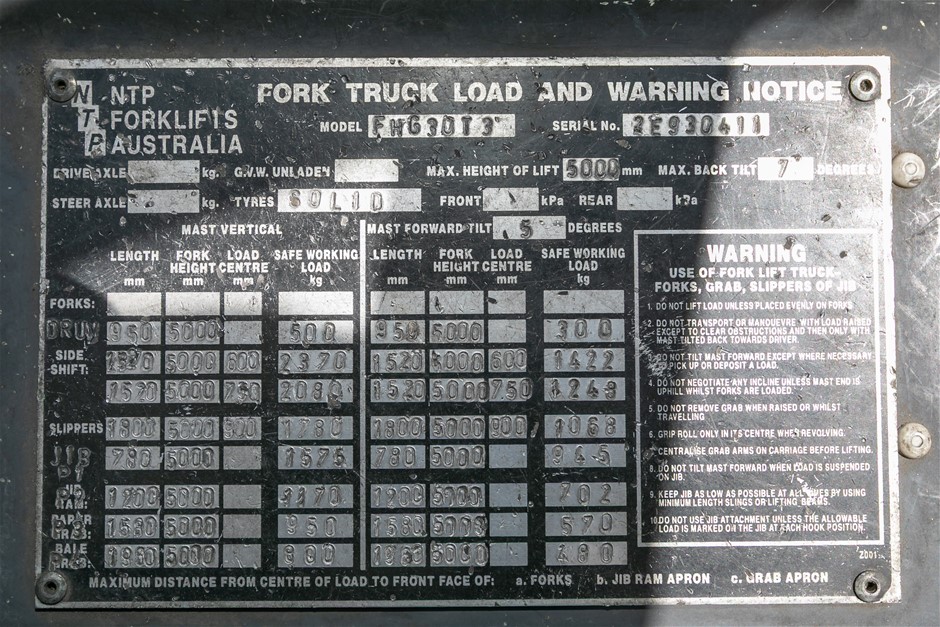 NTP FORKLIFTS AUSTRALIA
FORK TRUCK LOAD AND WARNING NOTICE
MODEL FHG30T3 SERIAL No. 2E930411
DRIVE AXLE kg. G.V.W. UNLADEN MAX. HEIGHT OF LIFT 5000 mm MAX. BACK TILT 7 DEGREES
STEER AXLE kg. TYRES SOLID FRONT kPa REAR kPa
MAST VERTICAL MAST FORWARD TILT 5 DEGREES
LENGTH mm FORK HEIGHT mm LOAD CENTRE mm SAFE WORKING LOAD kg LENGTH mm FORK HEIGHT mm LOAD CENTRE mm SAFE WORKING LOAD kg
FORKS:
DRUM 950 5000 500 950 5000 300
SIDE SHIFT: 1520 5000 600 2370 1520 5000 600 1422
1520 5000 750 2080 1520 5000 750 1248
SLIPPERS 1800 5000 900 1780 1800 5000 900 1068
JIB 780 5000 1575 780 5000 945
RAM: 1200 5000 1170 1200 5000 702
PAPER GRAB: 1580 5000 950 1580 5000 570
BALE GRAB: 1960 5000 800 1960 5000 480
MAXIMUM DISTANCE FROM CENTRE OF LOAD TO FRONT FACE OF: a. FORKS b. JIB RAM APRON c. GRAB APRON
WARNING
USE OF FORK LIFT TRUCK-
FORKS, GRAB, SLIPPERS OF JIB
1. DO NOT LIFT LOAD UNLESS PLACED EVENLY ON FORKS
2. DO NOT TRANSPORT OR MANOUEVRE WITH LOAD RAISED
EXCEPT TO CLEAR OBSTRUCTIONS AND THEN ONLY WITH
MAST TILTED BACK TOWARDS DRIVER.
3. DO NOT TILT MAST FORWARD EXCEPT WHERE NECESSARY
TO PICK UP OR DEPOSIT A LOAD.
4. DO NOT NEGOTIATE ANY INCLINE UNLESS MAST END IS
UPHILL WHILST FORKS ARE LOADED.
5. DO NOT REMOVE GRAB WHEN RAISED OR WHILST
TRAVELLING
6. GRIP ROLL ONLY IN ITS CENTRE WHEN REVOLVING.
7. CENTRALISE GRAB ARMS ON CARRIAGE BEFORE LIFTING.
8. DO NOT TILT MAST FORWARD WHEN LOAD IS SUSPENDED
ON JIB.
9. KEEP JIB AS LOW AS POSSIBLE AT ALL TIMES BY USING
MINIMUM LENGTH SLINGS OR LIFTING BEAMS.
10. DO NOT USE JIB ATTACHMENT UNLESS THE ALLOWABLE
LOAD IS MARKED ON THE JIB AT EACH HOOK POSITION.